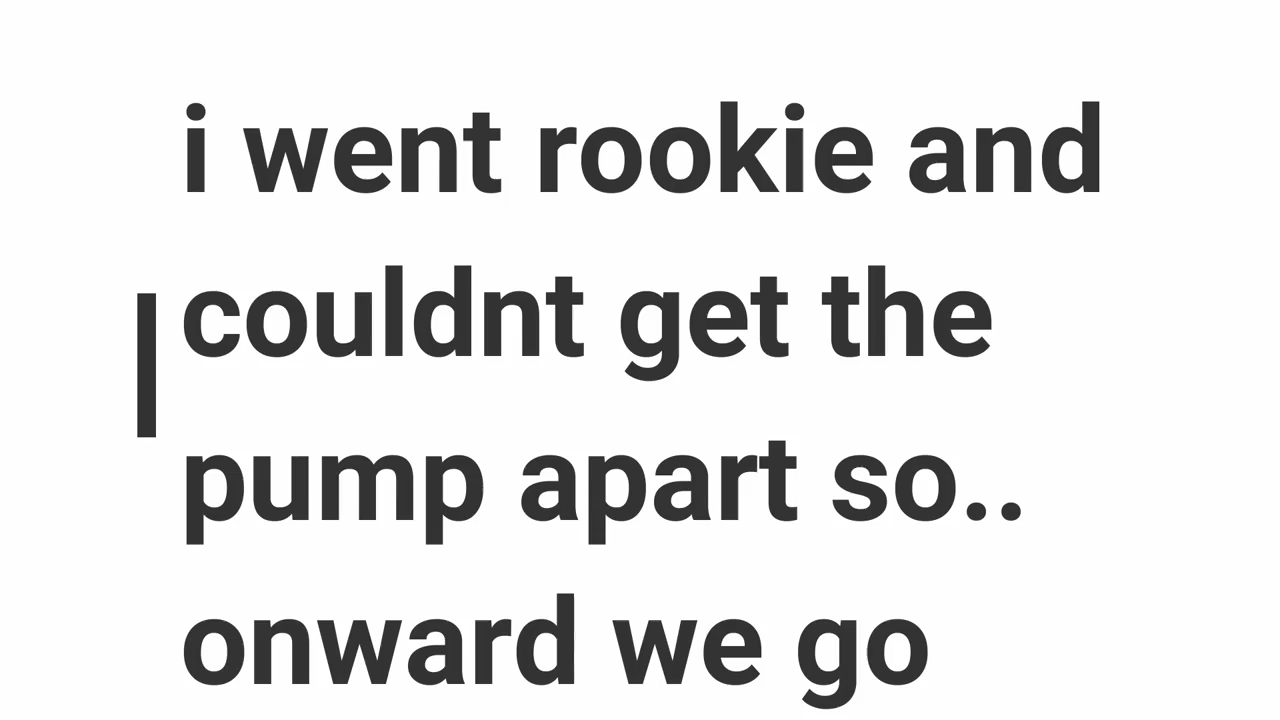 i went rookie and
couldnt get the
pump apart so..
onward we go